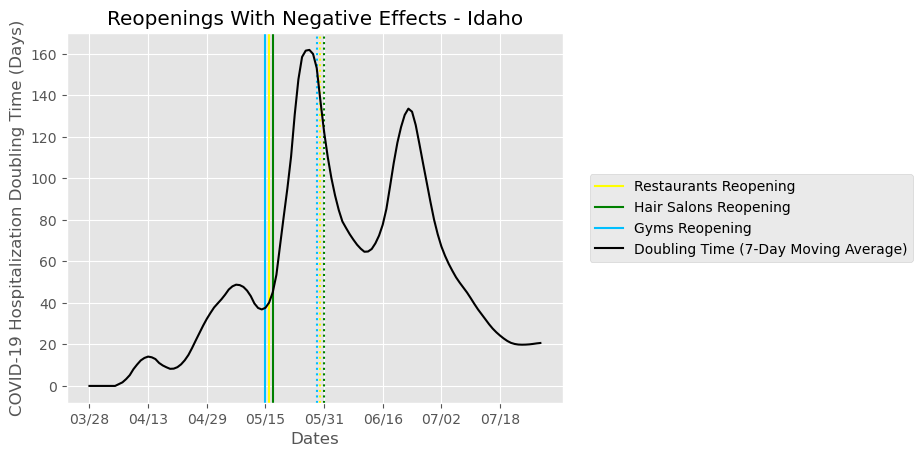 Reopenings With Negative Effects - Idaho
COVID-19 Hospitalization Doubling Time (Days)
160
140
120
100
80
60
40
20
0
03/28 04/13 04/29 05/15 05/31 06/16 07/02 07/18
Dates
Restaurants Reopening
Hair Salons Reopening
Gyms Reopening
Doubling Time (7-Day Moving Average)